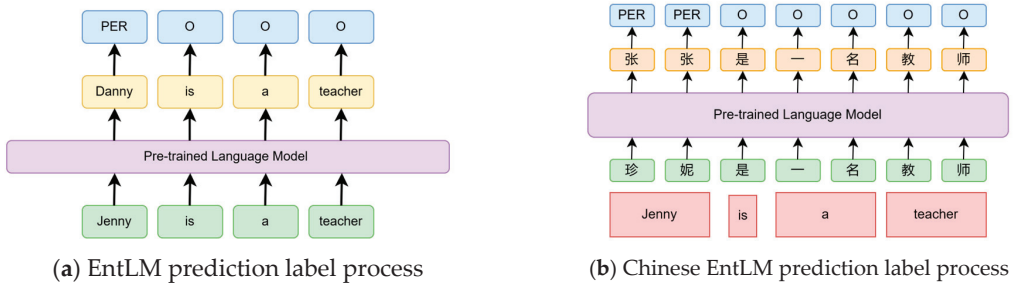 PER O O O
Danny is a teacher
Pre-trained Language Model
Jenny is a teacher
(a) EntLM prediction label process
PER PER O O O O O
张 张 是 一 名 教 师
Pre-trained Language Model
珍 妮 是 一 名 教 师
Jenny is a teacher
(b) Chinese EntLM prediction label process